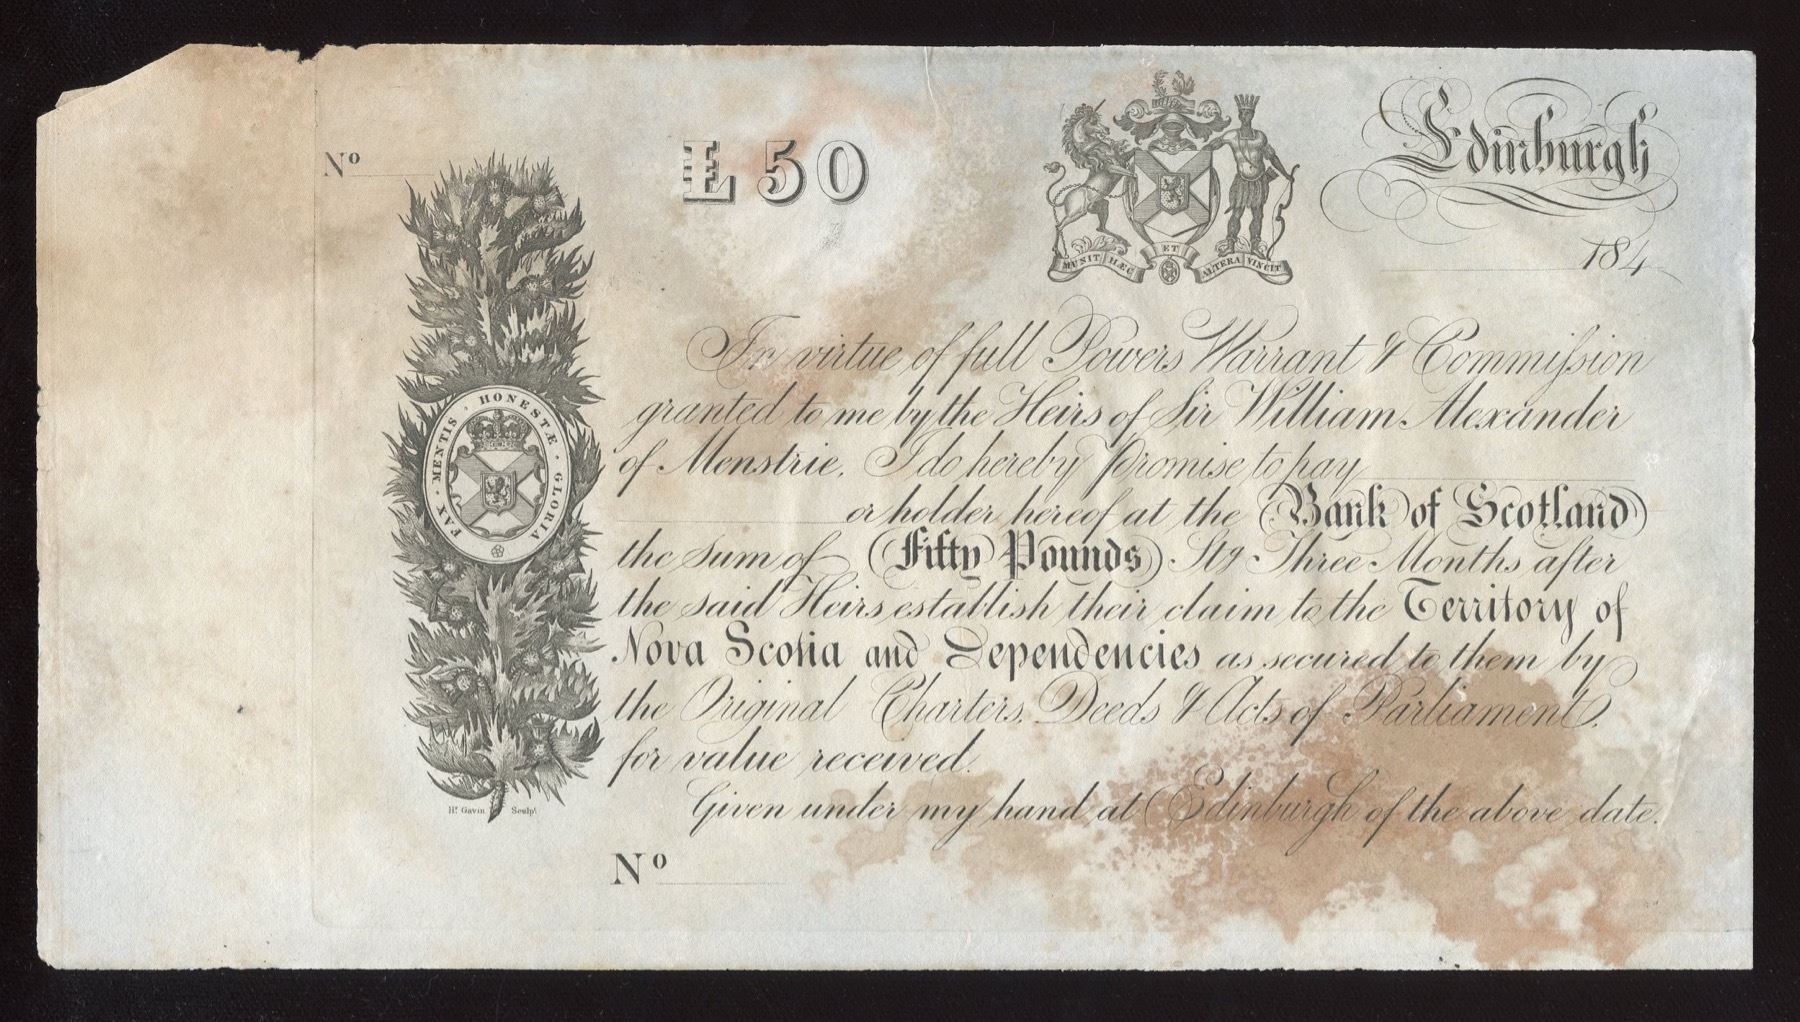 Nº
£50
MUNIT HÆC ET ALTERA VINCIT
Edinburgh
184
In virtue of full Powers Warrant & Commiſsion
granted to me by the Heirs of Sir William Alexander
of Menstrie, I do hereby Promise to pay
or holder hereof at the Bank of Scotland
the Sum of Fifty Pounds Stg Three Months after
the said Heirs establish their claim to the Territory of
Nova Scotia and Dependencies as secured to them by
the Original Charters, Deeds & Acts of Parliament,
for value received.
Given under my hand at Edinburgh of the above date.
Nº
FAX · MENTIS · HONESTÆ · GLORIA
Hy. Gavin Sculpt